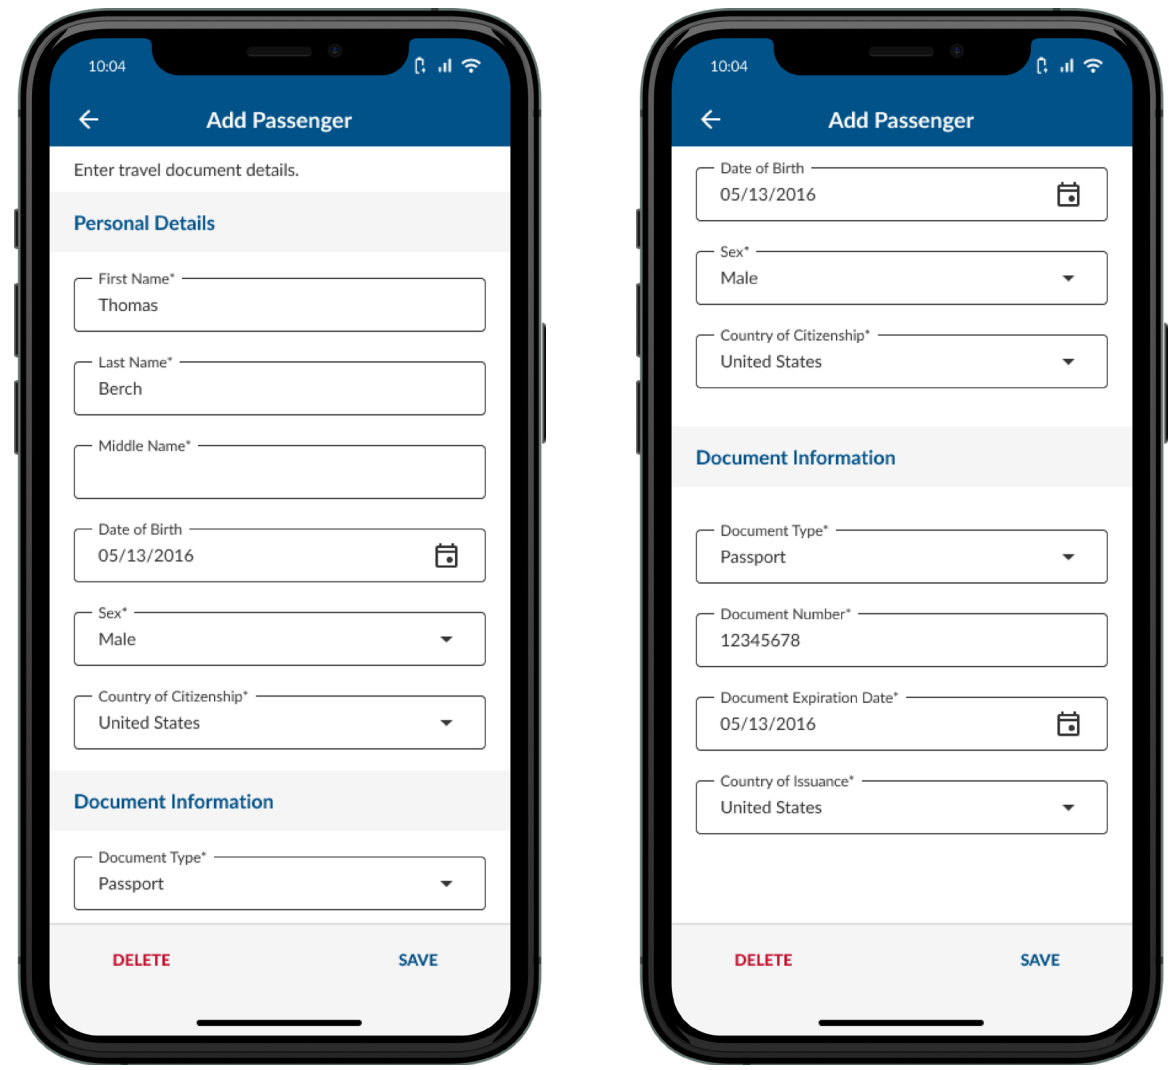 10:04
Add Passenger
Enter travel document details.
Personal Details
First Name*
Thomas
Last Name*
Berch
Middle Name*
Date of Birth
05/13/2016
Sex*
Male
Country of Citizenship*
United States
Document Information
Document Type*
Passport
DELETE SAVE
10:04
Add Passenger
Date of Birth
05/13/2016
Sex*
Male
Country of Citizenship*
United States
Document Information
Document Type*
Passport
Document Number*
12345678
Document Expiration Date*
05/13/2016
Country of Issuance*
United States
DELETE SAVE